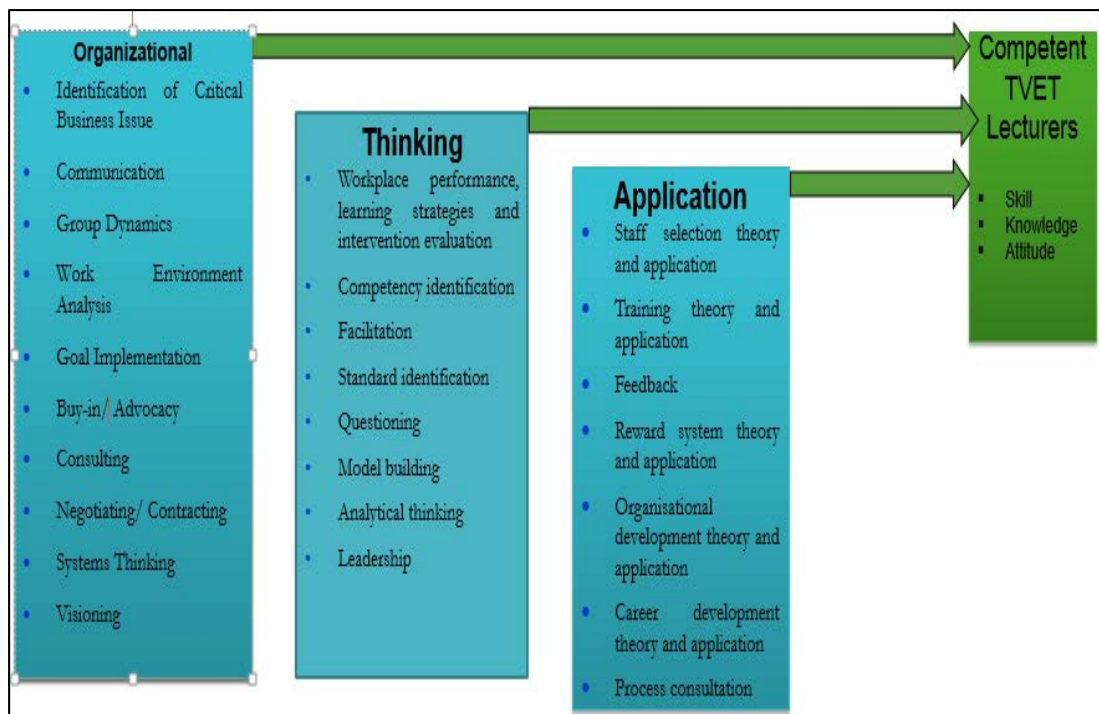 Organizational
Identification of Critical
Business Issue
Communication
Group Dynamics
Work Environment
Analysis
Goal Implementation
Buy-in/ Advocacy
Consulting
Negotiating/ Contracting
Systems Thinking
Visioning
Thinking
Workplace performance,
learning strategies and
intervention evaluation
Competency identification
Facilitation
Standard identification
Questioning
Model building
Analytical thinking
Leadership
Application
Staff selection theory
and application
Training theory and
application
Feedback
Reward system theory
and application
Organisational
development theory and
application
Career development
theory and application
Process consultation
Competent
TVET
Lecturers
Skill
Knowledge
Attitude